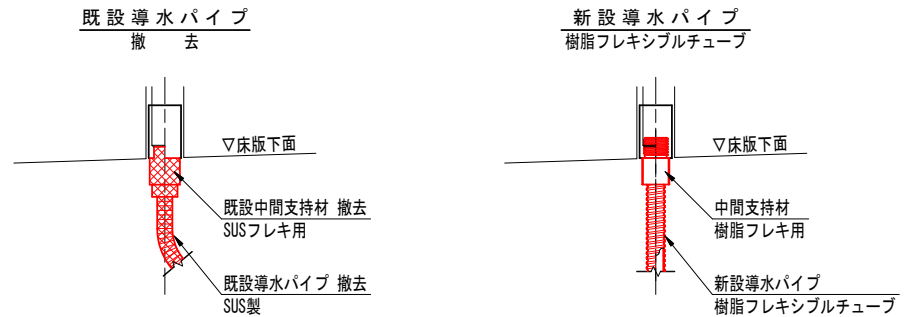 既設導水パイプ
撤去
▽床版下面
既設中間支持材 撤去
SUSフレキ用
既設導水パイプ 撤去
SUS製
新設導水パイプ
樹脂フレキシブルチューブ
▽床版下面
中間支持材
樹脂フレキ用
新設導水パイプ
樹脂フレキシブルチューブ